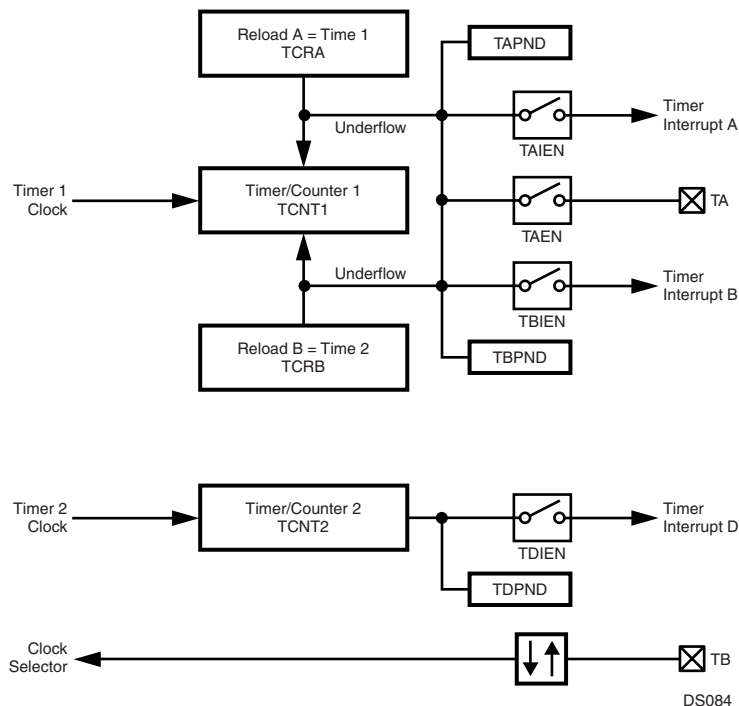 Reload A = Time 1
TCRA
TAPND
Underflow
Timer
Interrupt A
TAIEN
Timer 1
Clock
Timer/Counter 1
TCNT1
TA
TAEN
Underflow
Timer
Interrupt B
TBIEN
Reload B = Time 2
TCRB
TBPND
Timer 2
Clock
Timer/Counter 2
TCNT2
Timer
Interrupt D
TDIEN
TDPND
Clock
Selector
TB
DS084